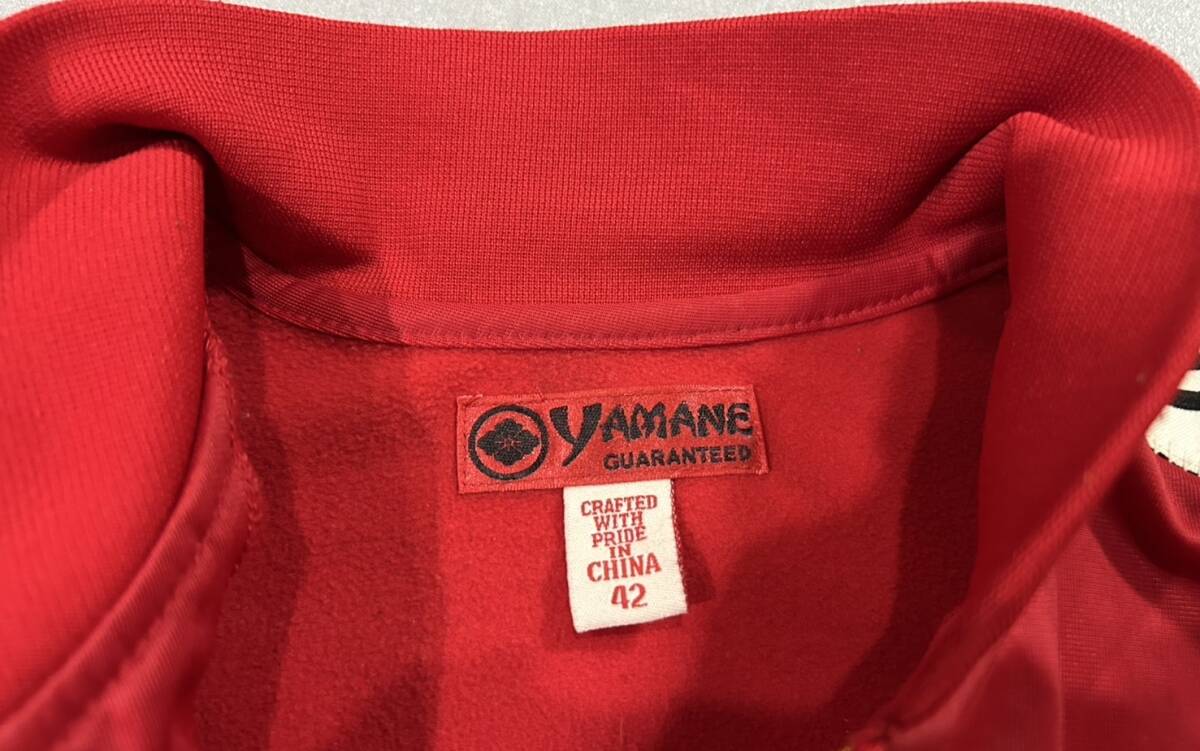 YAMANE
GUARANTEED
CRAFTED
WITH
PRIDE
IN
CHINA
42